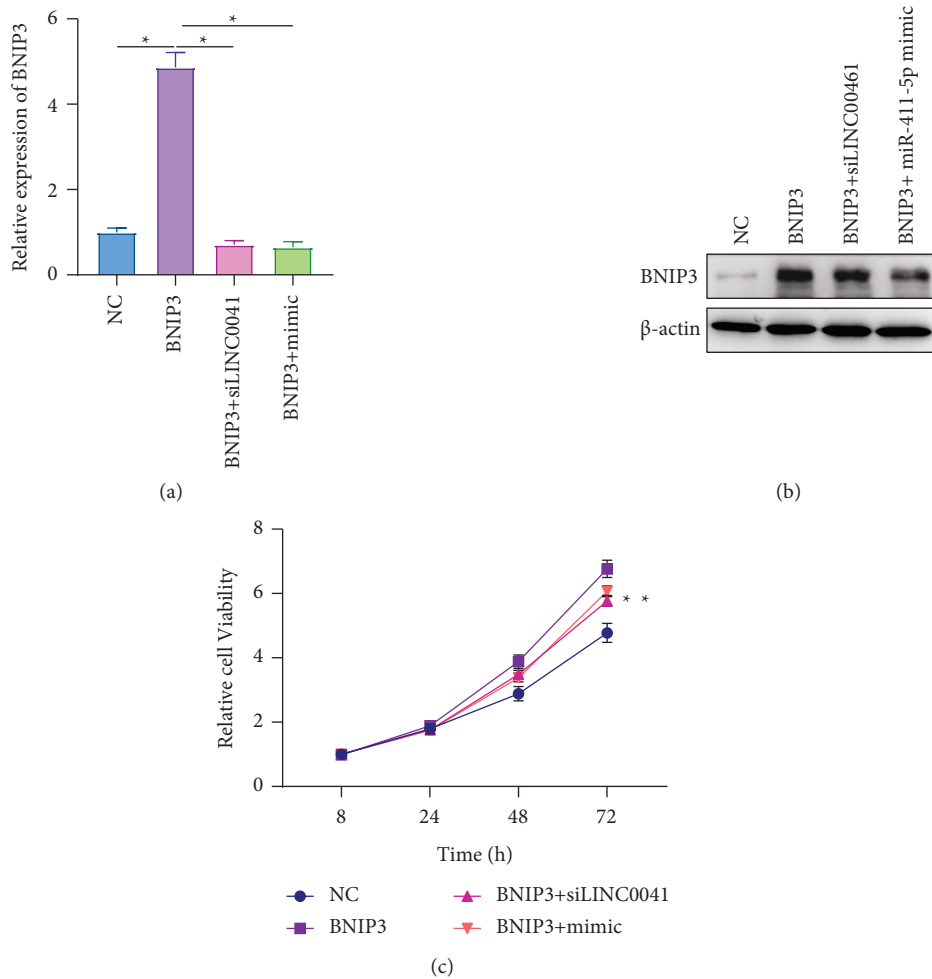 Relative expression of BNIP3
6
4
2
0
*
*
*
NC
BNIP3
BNIP3+siLINC0041
BNIP3+mimic
(a)
NC
BNIP3
BNIP3+siLINC00461
BNIP3+ miR-411-5p mimic
BNIP3
β-actin
(b)
Relative cell Viability
8
6
4
2
0
* *
8 24 48 72
Time (h)
NC
BNIP3
BNIP3+siLINC0041
BNIP3+mimic
(c)